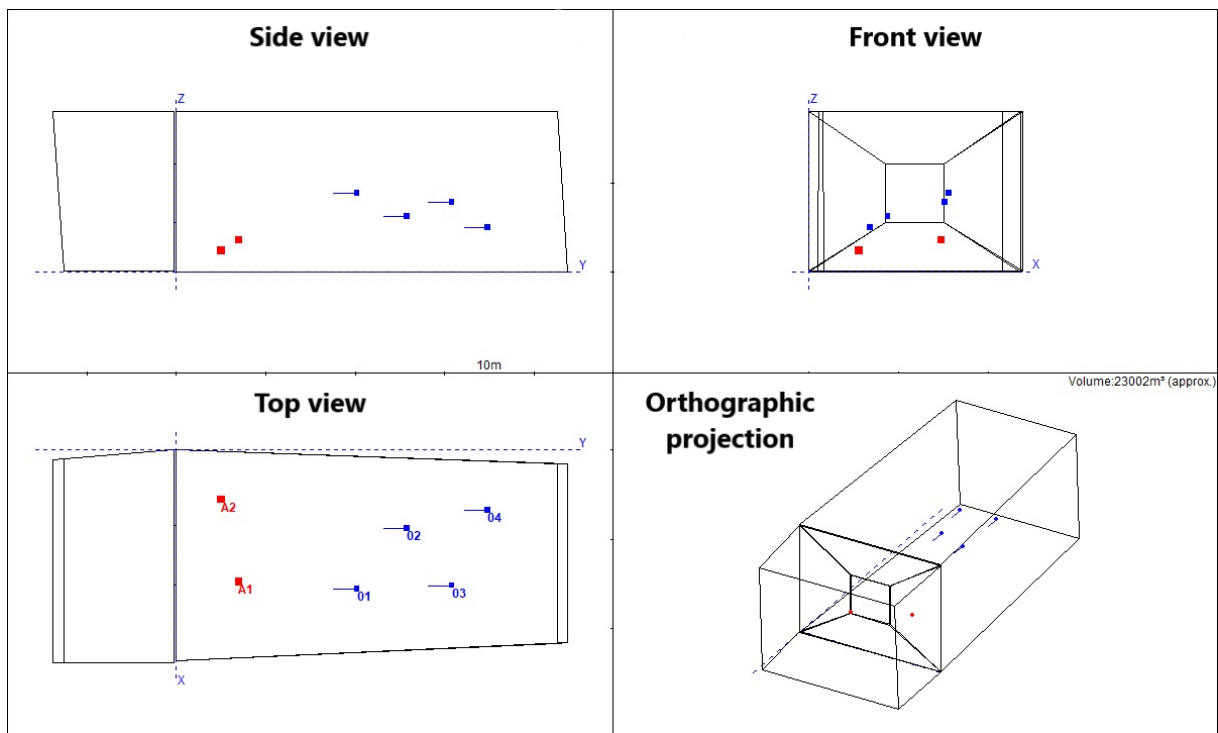 Side view
Z
Y
10m
Front view
Z
X
Top view
Y
A2
02
04
A1
01
03
X
Volume:23002m³ (approx.)
Orthographic
projection